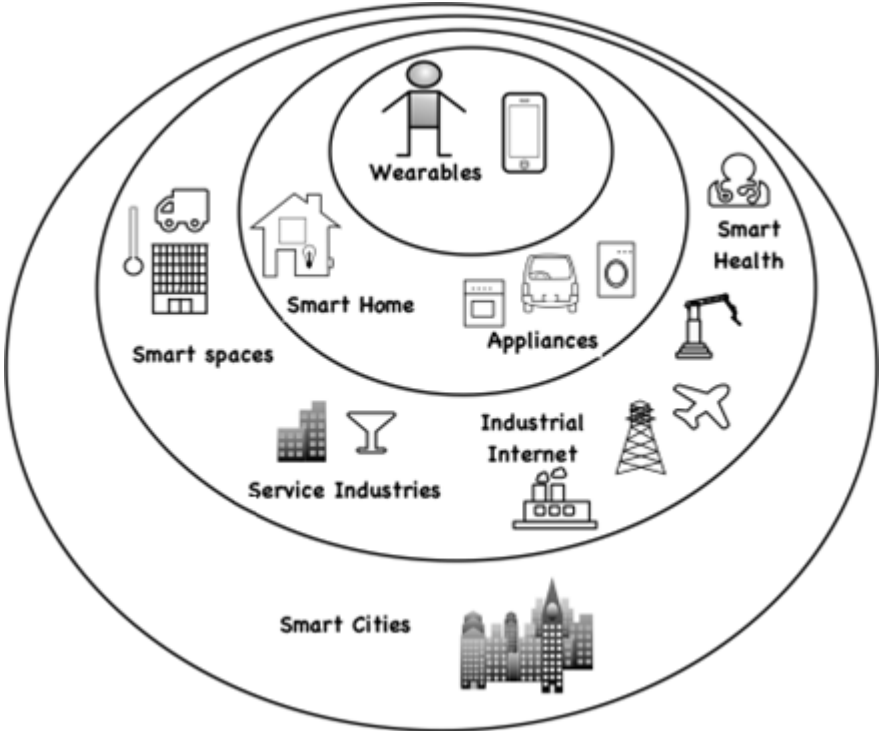 Wearables
Smart
Health
Smart Home
Appliances
Smart spaces
Industrial
Internet
Service Industries
Smart Cities